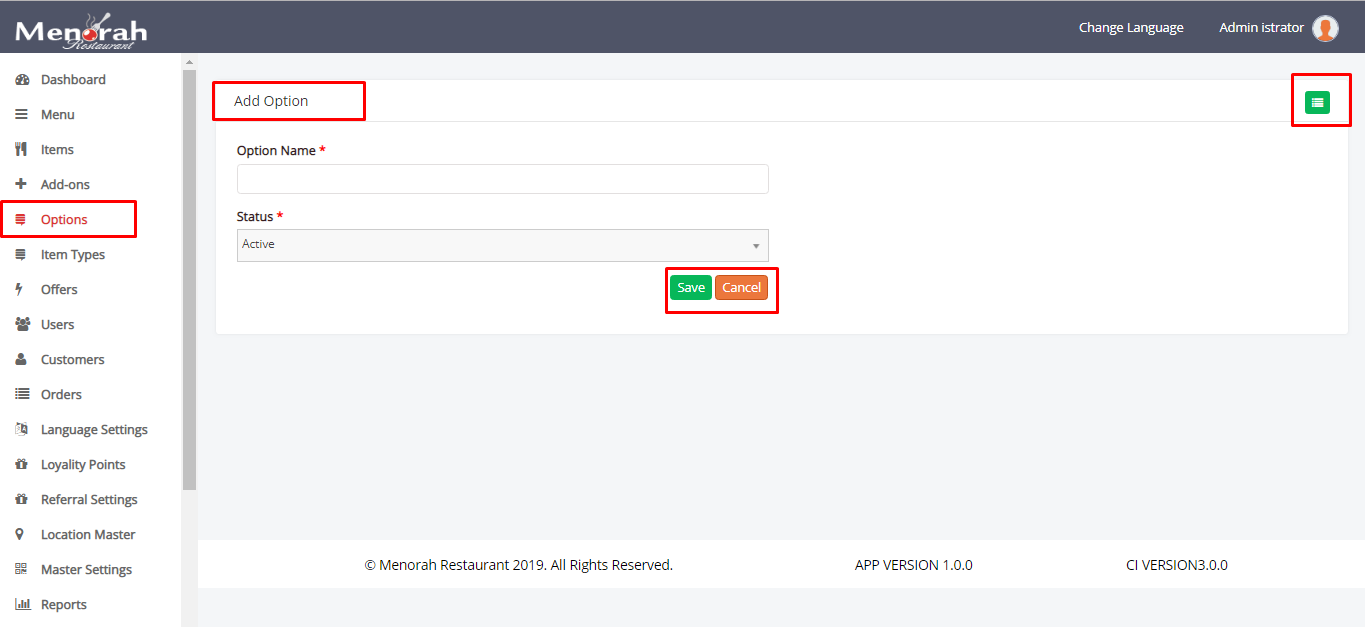 Menorah
Restaurant
Change Language
Admin istrator
Dashboard
Menu
Items
Add-ons
Options
Item Types
Offers
Users
Customers
Orders
Language Settings
Loyality Points
Referral Settings
Location Master
Master Settings
Reports
Add Option
Option Name *
Status *
Active
Save
Cancel
© Menorah Restaurant 2019. All Rights Reserved.
APP VERSION 1.0.0
CI VERSION3.0.0